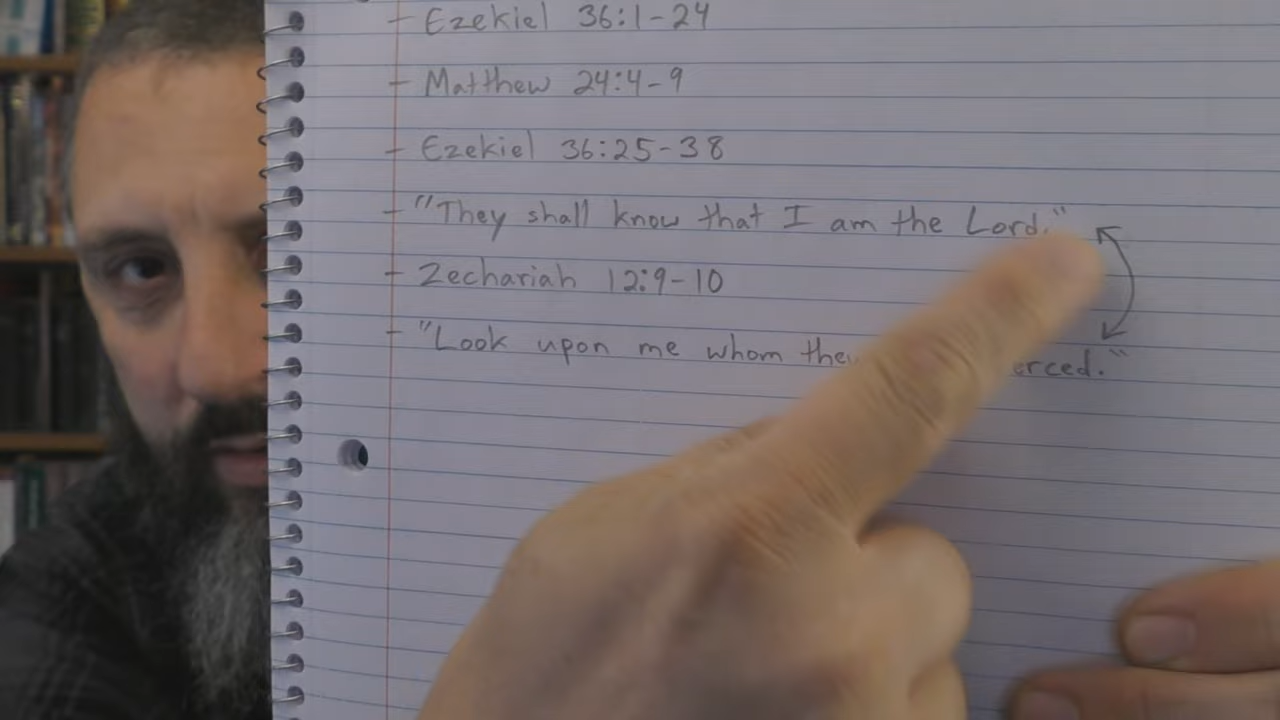 - Ezekiel 36:1-24
- Matthew 24:4-9
- Ezekiel 36:25-38
- "They shall know that I am the Lord."
- Zechariah 12:9-10
- "Look upon me whom